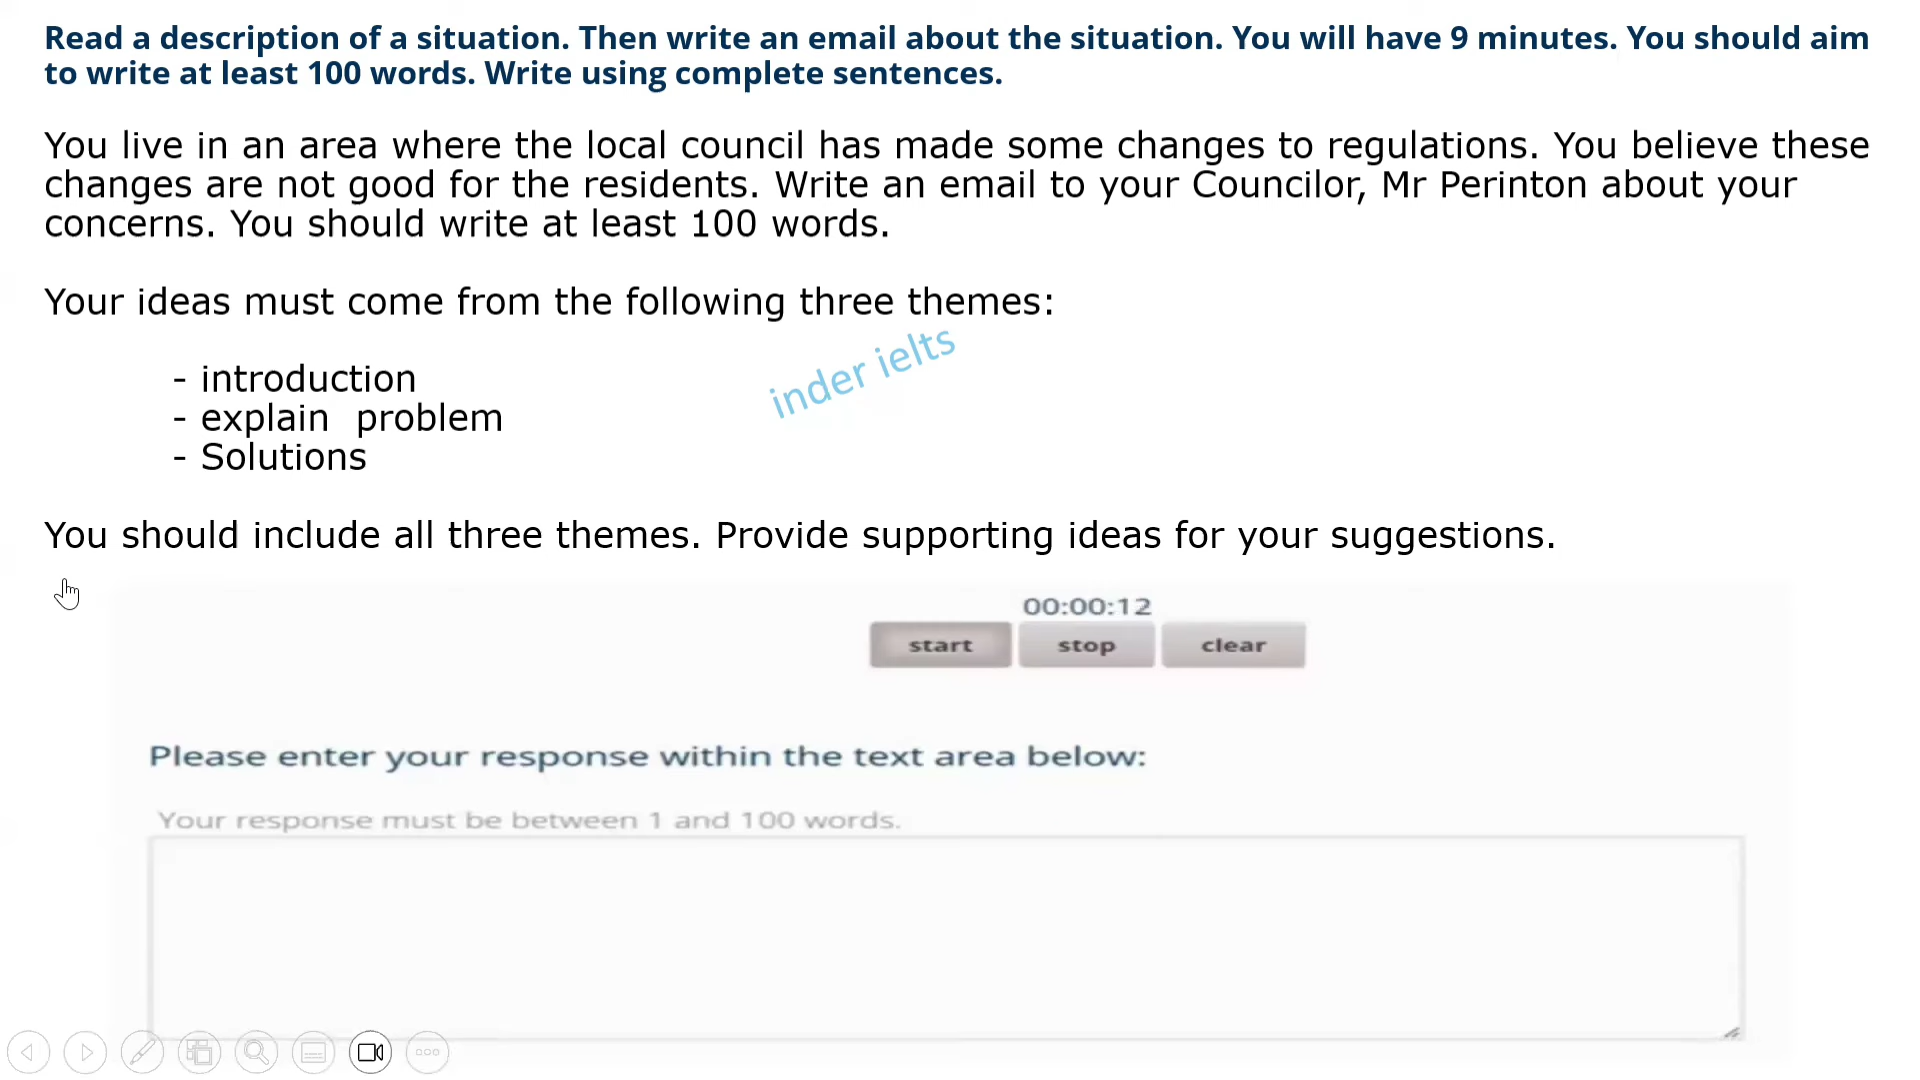 Read a description of a situation. Then write an email about the situation. You will have 9 minutes. You should aim
to write at least 100 words. Write using complete sentences.
You live in an area where the local council has made some changes to regulations. You believe these
changes are not good for the residents. Write an email to your Councilor, Mr Perinton about your
concerns. You should write at least 100 words.
Your ideas must come from the following three themes:
inder ielts
- introduction
- explain problem
- Solutions
You should include all three themes. Provide supporting ideas for your suggestions.
00:00:12
start stop clear
Please enter your response within the text area below:
Your response must be between 1 and 100 words.